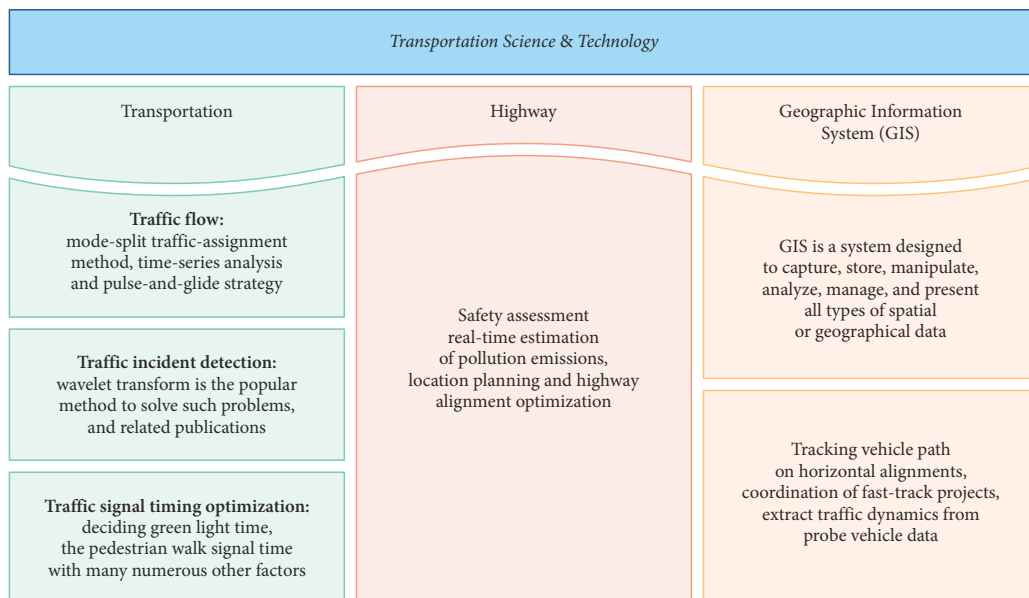 Transportation Science & Technology
Transportation
Traffic flow:
mode-split traffic-assignment
method, time-series analysis
and pulse-and-glide strategy
Traffic incident detection:
wavelet transform is the popular
method to solve such problems,
and related publications
Traffic signal timing optimization:
deciding green light time,
the pedestrian walk signal time
with many numerous other factors
Highway
Safety assessment
real-time estimation
of pollution emissions,
location planning and highway
alignment optimization
Geographic Information
System (GIS)
GIS is a system designed
to capture, store, manipulate,
analyze, manage, and present
all types of spatial
or geographical data
Tracking vehicle path
on horizontal alignments,
coordination of fast-track projects,
extract traffic dynamics from
probe vehicle data